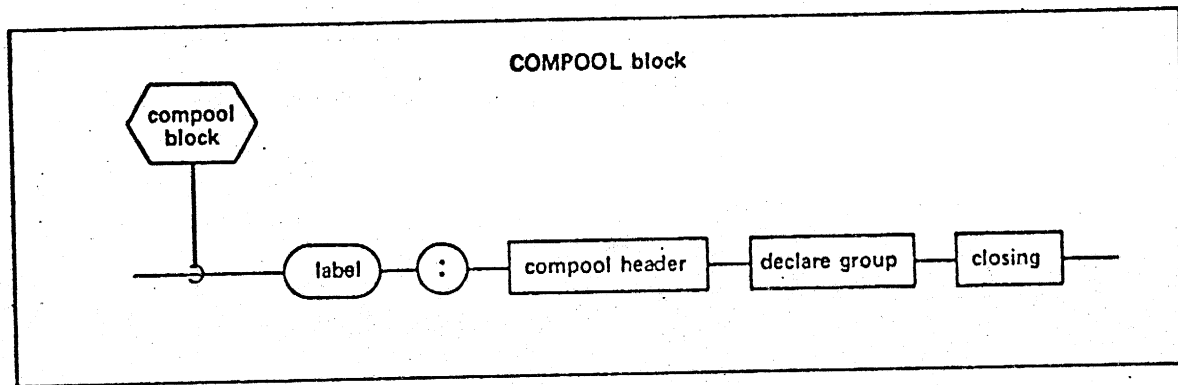 COMPOOL block
compool
block
label
:
compool header
declare group
closing